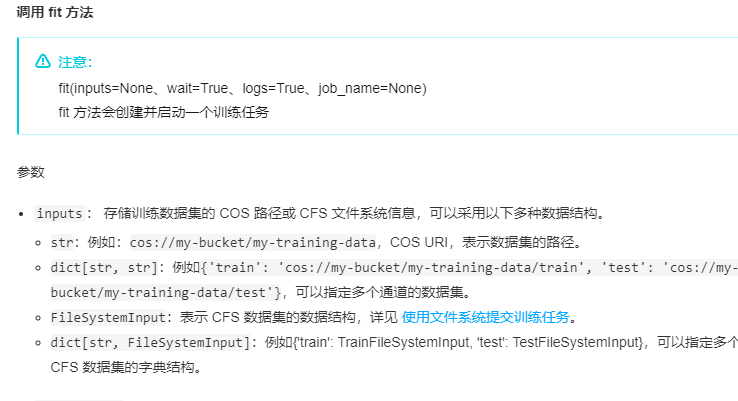 调用 fit 方法
注意：
fit(inputs=None、wait=True、logs=True、job_name=None)
fit 方法会创建并启动一个训练任务
参数
inputs： 存储训练数据集的 COS 路径或 CFS 文件系统信息，可以采用以下多种数据结构。
str：例如：cos://my-bucket/my-training-data，COS URI，表示数据集的路径。
dict[str, str]：例如{'train': 'cos://my-bucket/my-training-data/train', 'test': 'cos://my-
bucket/my-training-data/test'}，可以指定多个通道的数据集。
FileSystemInput：表示 CFS 数据集的数据结构，详见 使用文件系统提交训练任务。
dict[str, FileSystemInput]：例如{'train': TrainFileSystemInput, 'test': TestFileSystemInput}，可以指定多个
CFS 数据集的字典结构。